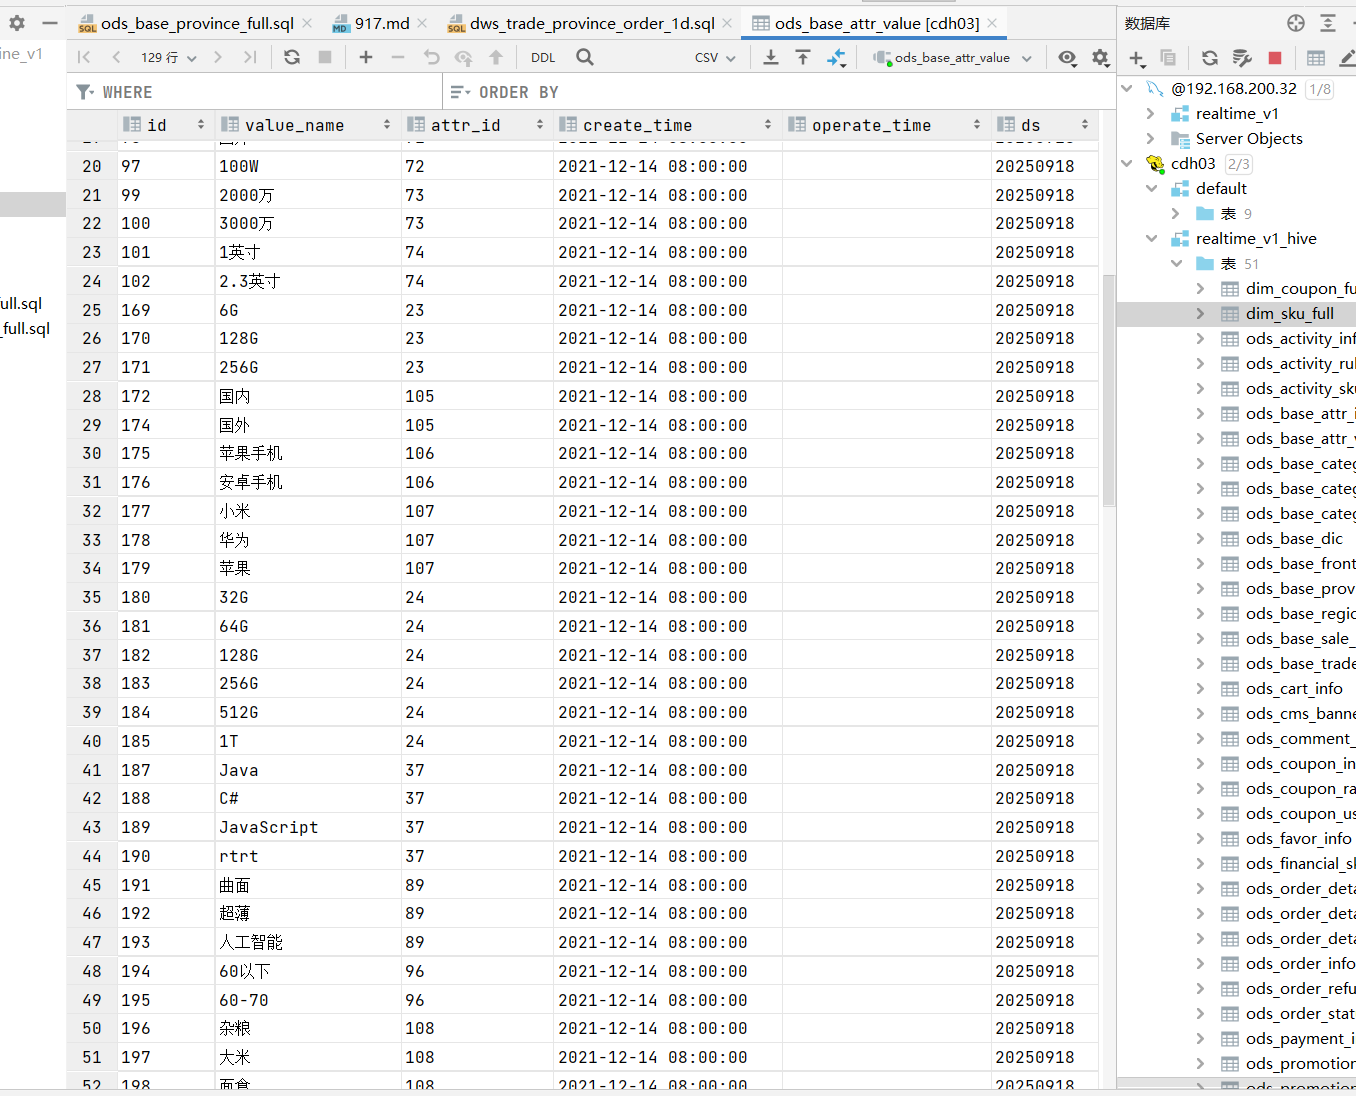 ods_base_province_full.sql
917.md
dws_trade_province_order_1d.sql
ods_base_attr_value [cdh03]
数据库
ine_v1
129 行
DDL
CSV
ods_base_attr_value
WHERE
ORDER BY
id value_name attr_id create_time operate_time ds
20 97 100W 72 2021-12-14 08:00:00 20250918
21 99 2000万 73 2021-12-14 08:00:00 20250918
22 100 3000万 73 2021-12-14 08:00:00 20250918
23 101 1英寸 74 2021-12-14 08:00:00 20250918
24 102 2.3英寸 74 2021-12-14 08:00:00 20250918
25 169 6G 23 2021-12-14 08:00:00 20250918
26 170 128G 23 2021-12-14 08:00:00 20250918
27 171 256G 23 2021-12-14 08:00:00 20250918
28 172 国内 105 2021-12-14 08:00:00 20250918
29 174 国外 105 2021-12-14 08:00:00 20250918
30 175 苹果手机 106 2021-12-14 08:00:00 20250918
31 176 安卓手机 106 2021-12-14 08:00:00 20250918
32 177 小米 107 2021-12-14 08:00:00 20250918
33 178 华为 107 2021-12-14 08:00:00 20250918
34 179 苹果 107 2021-12-14 08:00:00 20250918
35 180 32G 24 2021-12-14 08:00:00 20250918
36 181 64G 24 2021-12-14 08:00:00 20250918
37 182 128G 24 2021-12-14 08:00:00 20250918
38 183 256G 24 2021-12-14 08:00:00 20250918
39 184 512G 24 2021-12-14 08:00:00 20250918
40 185 1T 24 2021-12-14 08:00:00 20250918
41 187 Java 37 2021-12-14 08:00:00 20250918
42 188 C# 37 2021-12-14 08:00:00 20250918
43 189 JavaScript 37 2021-12-14 08:00:00 20250918
44 190 rtrt 37 2021-12-14 08:00:00 20250918
45 191 曲面 89 2021-12-14 08:00:00 20250918
46 192 超薄 89 2021-12-14 08:00:00 20250918
47 193 人工智能 89 2021-12-14 08:00:00 20250918
48 194 60以下 96 2021-12-14 08:00:00 20250918
49 195 60-70 96 2021-12-14 08:00:00 20250918
50 196 杂粮 108 2021-12-14 08:00:00 20250918
51 197 大米 108 2021-12-14 08:00:00 20250918
52 198 面食 108 2021-12-14 08:00:00 20250918
ull.sql
_full.sql
@192.168.200.32 1/8
realtime_v1
Server Objects
cdh03 2/3
default
表 9
realtime_v1_hive
表 51
dim_coupon_fu
dim_sku_full
ods_activity_inf
ods_activity_rul
ods_activity_sku
ods_base_attr_i
ods_base_attr_v
ods_base_categ
ods_base_categ
ods_base_categ
ods_base_dic
ods_base_front
ods_base_prov
ods_base_regio
ods_base_sale_
ods_base_trade
ods_cart_info
ods_cms_banne
ods_comment_
ods_coupon_in
ods_coupon_ra
ods_coupon_us
ods_favor_info
ods_financial_sl
ods_order_deta
ods_order_deta
ods_order_deta
ods_order_info
ods_order_refu
ods_order_stat
ods_payment_i
ods_promotion
ods_promotion